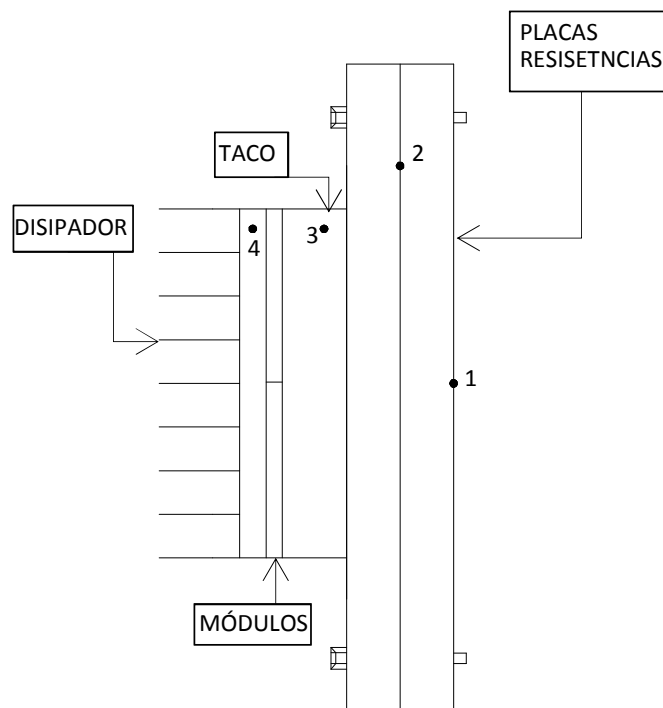 PLACAS
RESISETNCIAS
TACO
2
DISIPADOR
4
3
1
MÓDULOS